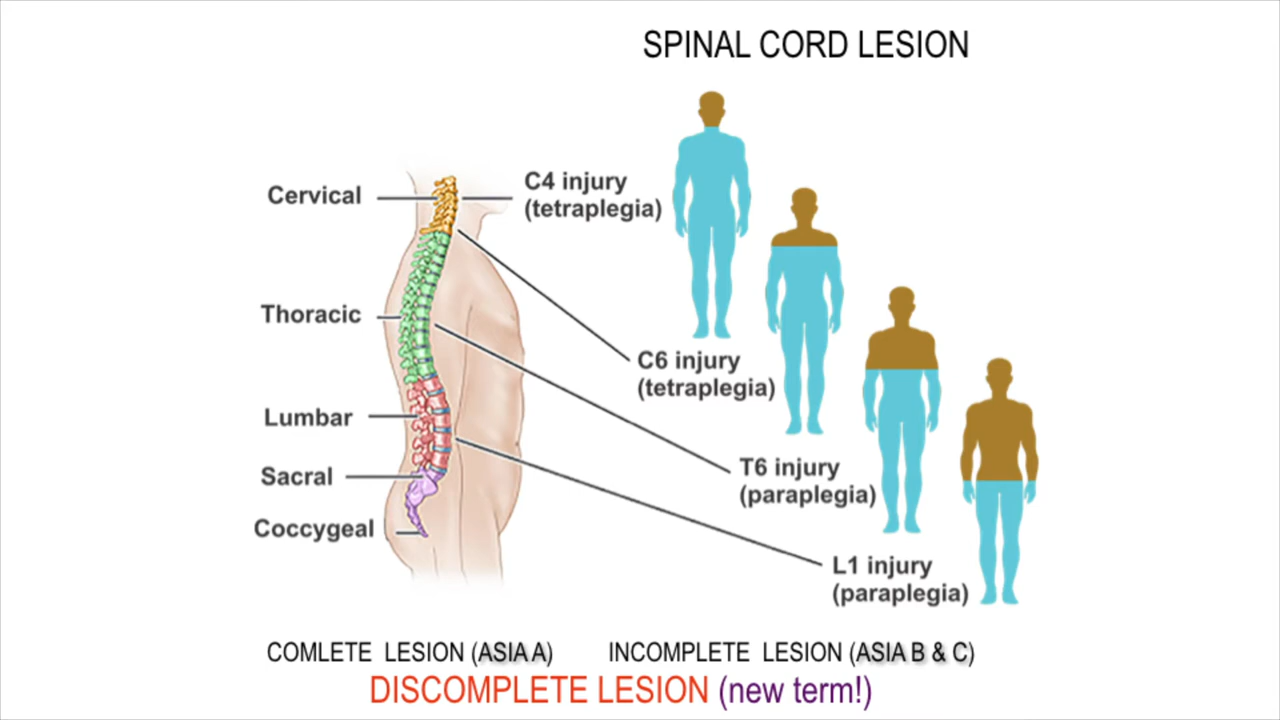 SPINAL CORD LESION
Cervical
C4 injury
(tetraplegia)
Thoracic
C6 injury
(tetraplegia)
Lumbar
T6 injury
(paraplegia)
Sacral
Coccygeal
L1 injury
(paraplegia)
COMLETE LESION (ASIA A)
INCOMPLETE LESION (ASIA B & C)
DISCOMPLETE LESION (new term!)